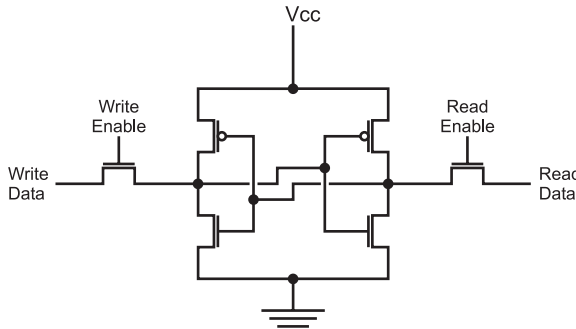 Vcc
Write
Enable
Read
Enable
Write
Data
Read
Data